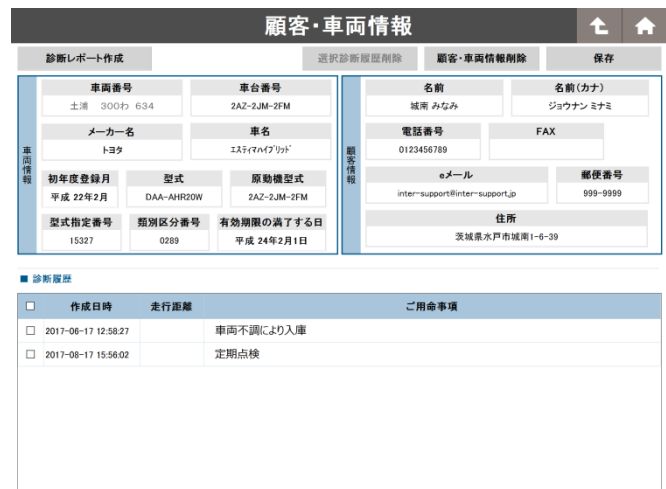 顧客・車両情報
診断レポート作成 選択診断履歴削除 顧客・車両情報削除 保存
車両情報
車両番号 車台番号
土浦 300わ 634 2AZ-2JM-2FM
メーカー名 車名
トヨタ エスティマハイブリッド
初年度登録月 型式 原動機型式
平成 22年2月 DAA-AHR20W 2AZ-2JM-2FM
型式指定番号 類別区分番号 有効期限の満了する日
15327 0289 平成 24年2月1日
顧客情報
名前 名前(カナ)
城南 みなみ ジョウナン ミナミ
電話番号 FAX
0123456789
eメール 郵便番号
inter-support@inter-support.jp 999-9999
住所
茨城県水戸市城南1-6-39
■ 診断履歴
作成日時 走行距離 ご用命事項
2017-06-17 12:58:27 車両不調により入庫
2017-08-17 15:56:02 定期点検